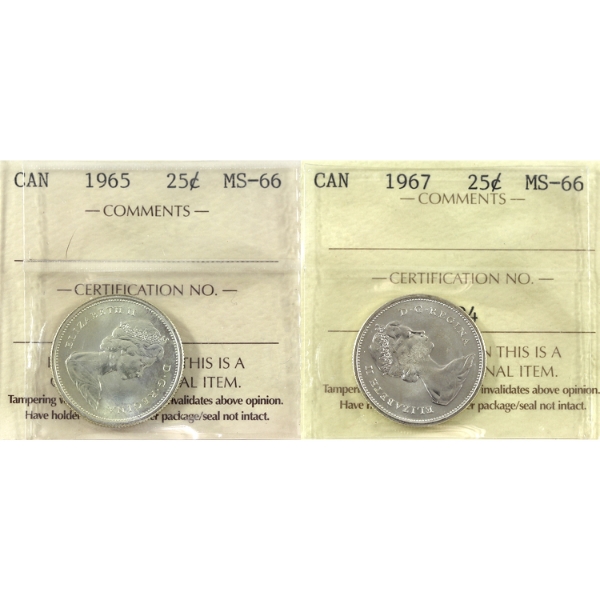 CAN 1965 25¢ MS-66
— COMMENTS —
— CERTIFICATION NO. —
ELIZABETH II
D·G·REGINA
THIS IS A
AL ITEM.
Tampering invalidates above opinion.
Have holder package/seal not intact.
CAN 1967 25¢ MS-66
— COMMENTS —
— CERTIFICATION NO. —
4
D·G·REGINA
ELIZABETH II
THIS IS A
NAL ITEM.
invalidates above opinion.
Have package/seal not intact.